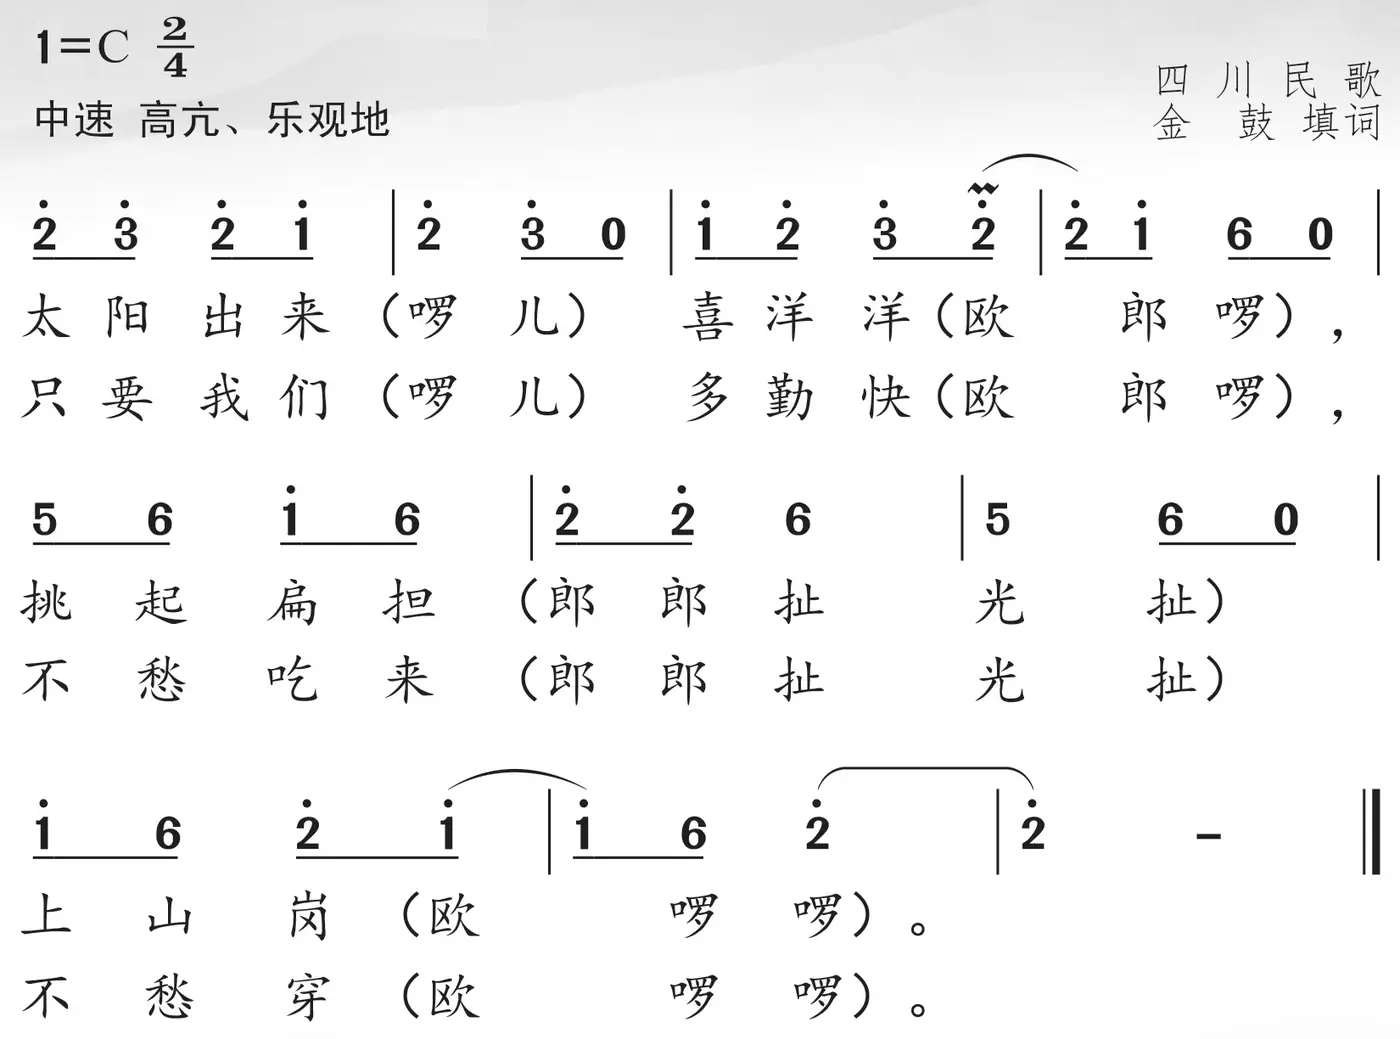 1=C 2/4
四川民歌
中速 高亢、乐观地
金 鼓 填词
2̇ 3̇ 2̇ 1̇ | 2̇ 3̇ 0 | 1̇ 2̇ 3̇ 2̇ | 2̇ 1̇ 6 0 |
太阳出来(啰儿) 喜洋洋(欧 郎啰),
只要我们(啰儿) 多勤快(欧 郎啰),
5 6 1̇ 6 | 2̇ 2̇ 6 | 5 6 0 |
挑起扁担(郎郎扯 光扯)
不愁吃来(郎郎扯 光扯)
1̇ 6 2̇ 1̇ | 1̇ 6 2̇ | 2̇ – ‖
上山岗(欧 啰啰)。
不愁穿(欧 啰啰)。